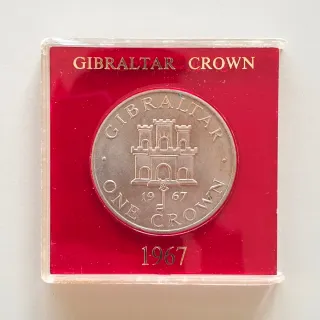 GIBRALTAR CROWN
· GIBRALTAR ·
19 67
ONE CROWN
1967